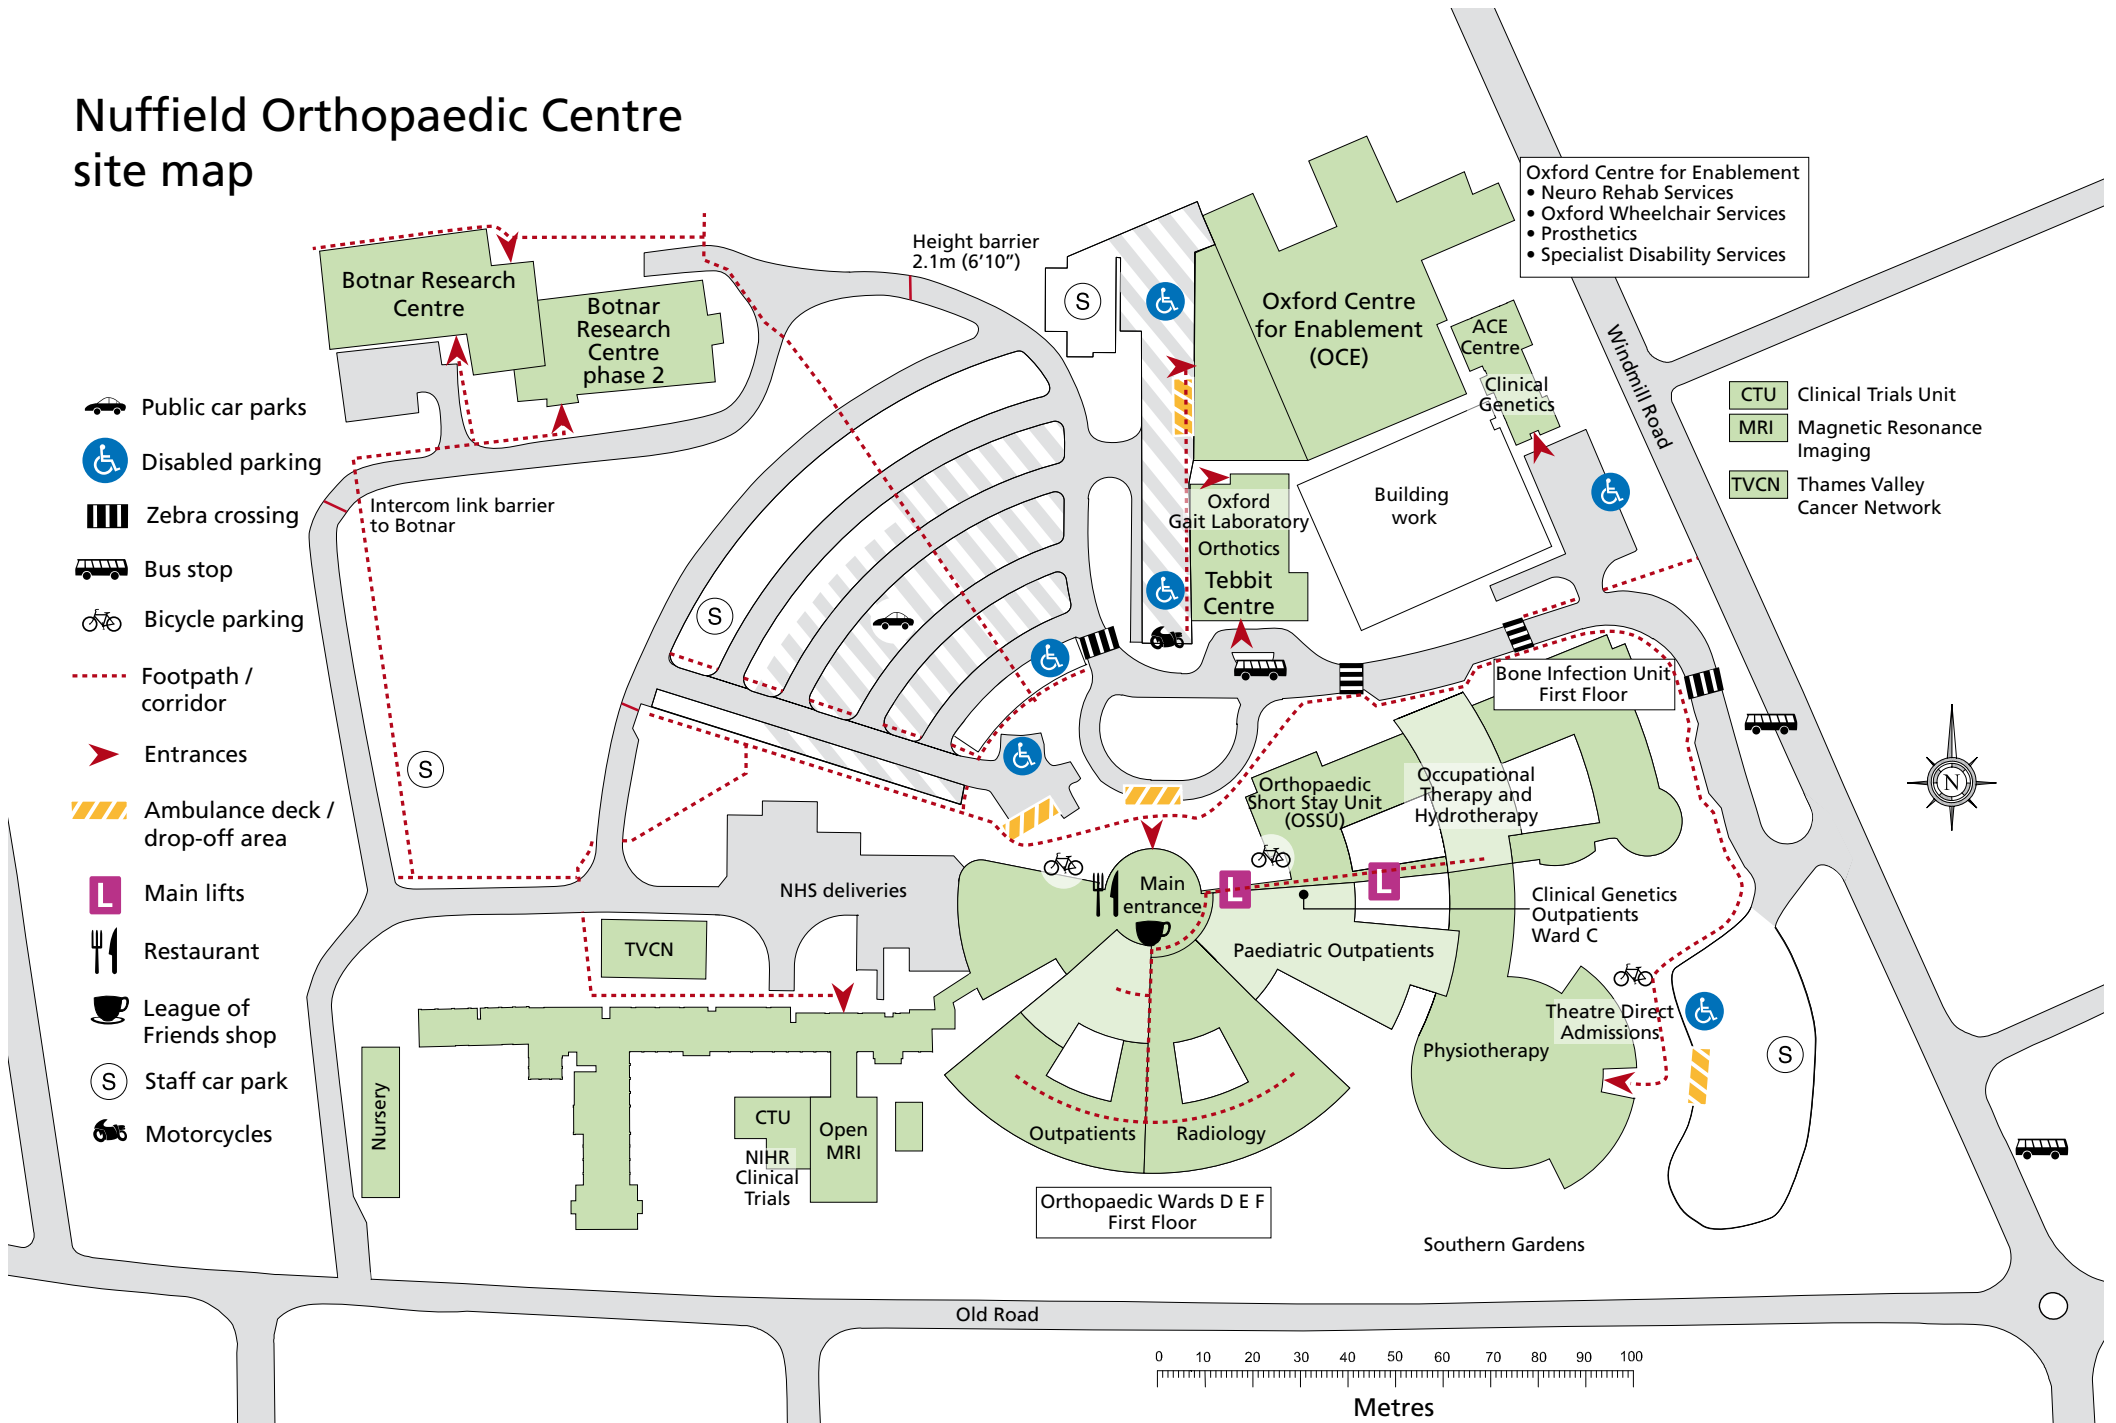 Nuffield Orthopaedic Centre
site map
Public car parks
Disabled parking
Zebra crossing
Bus stop
Bicycle parking
Footpath /
corridor
Entrances
Ambulance deck /
drop-off area
L
Main lifts
Restaurant
League of
Friends shop
S
Staff car park
Motorcycles
Botnar Research
Centre
Botnar
Research
Centre
phase 2
Intercom link barrier
to Botnar
Height barrier
2.1m (6’10”)
S
S
S
Oxford Centre
for Enablement
(OCE)
Oxford Centre for Enablement
• Neuro Rehab Services
• Oxford Wheelchair Services
• Prosthetics
• Specialist Disability Services
ACE
Centre
Clinical
Genetics
Windmill Road
CTU
Clinical Trials Unit
MRI
Magnetic Resonance
Imaging
TVCN
Thames Valley
Cancer Network
Oxford
Gait Laboratory
Orthotics
Tebbit
Centre
Building
work
Bone Infection Unit
First Floor
Orthopaedic
Short Stay Unit
(OSSU)
Occupational
Therapy and
Hydrotherapy
N
NHS deliveries
Main
entrance
L
L
Clinical Genetics
Outpatients
Ward C
Paediatric Outpatients
TVCN
Theatre Direct
Admissions
Physiotherapy
S
Nursery
CTU
Open
MRI
NIHR
Clinical
Trials
Outpatients
Radiology
Orthopaedic Wards D E F
First Floor
Southern Gardens
Old Road
0 10 20 30 40 50 60 70 80 90 100
Metres